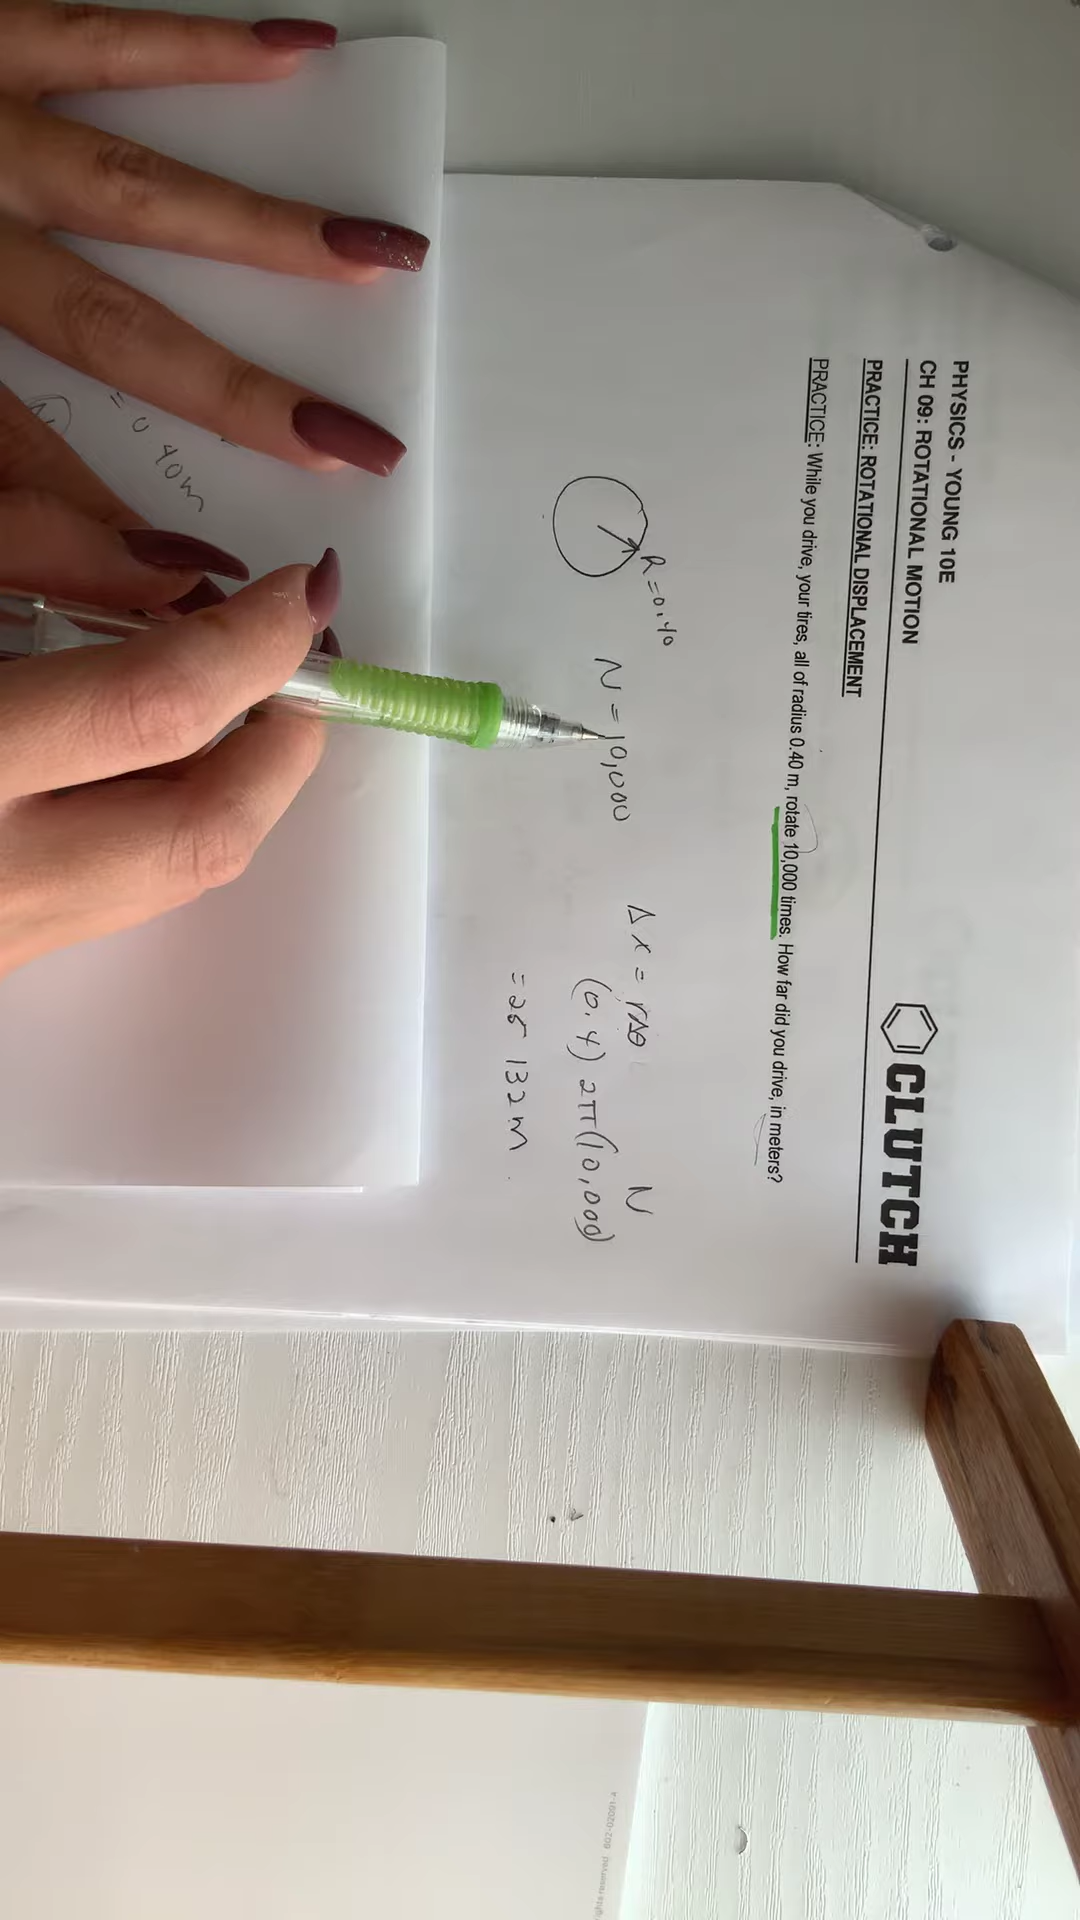 PHYSICS - YOUNG 10E
CH 09: ROTATIONAL MOTION
CLUTCH
PRACTICE: ROTATIONAL DISPLACEMENT
PRACTICE: While you drive, your tires, all of radius 0.40 m, rotate 10,000 times. How far did you drive, in meters?
R=0.40
N = 10,000
Δx = rΔθ
N
(0.4) 2π(10,000)
= 25 132 m
= 0.40m